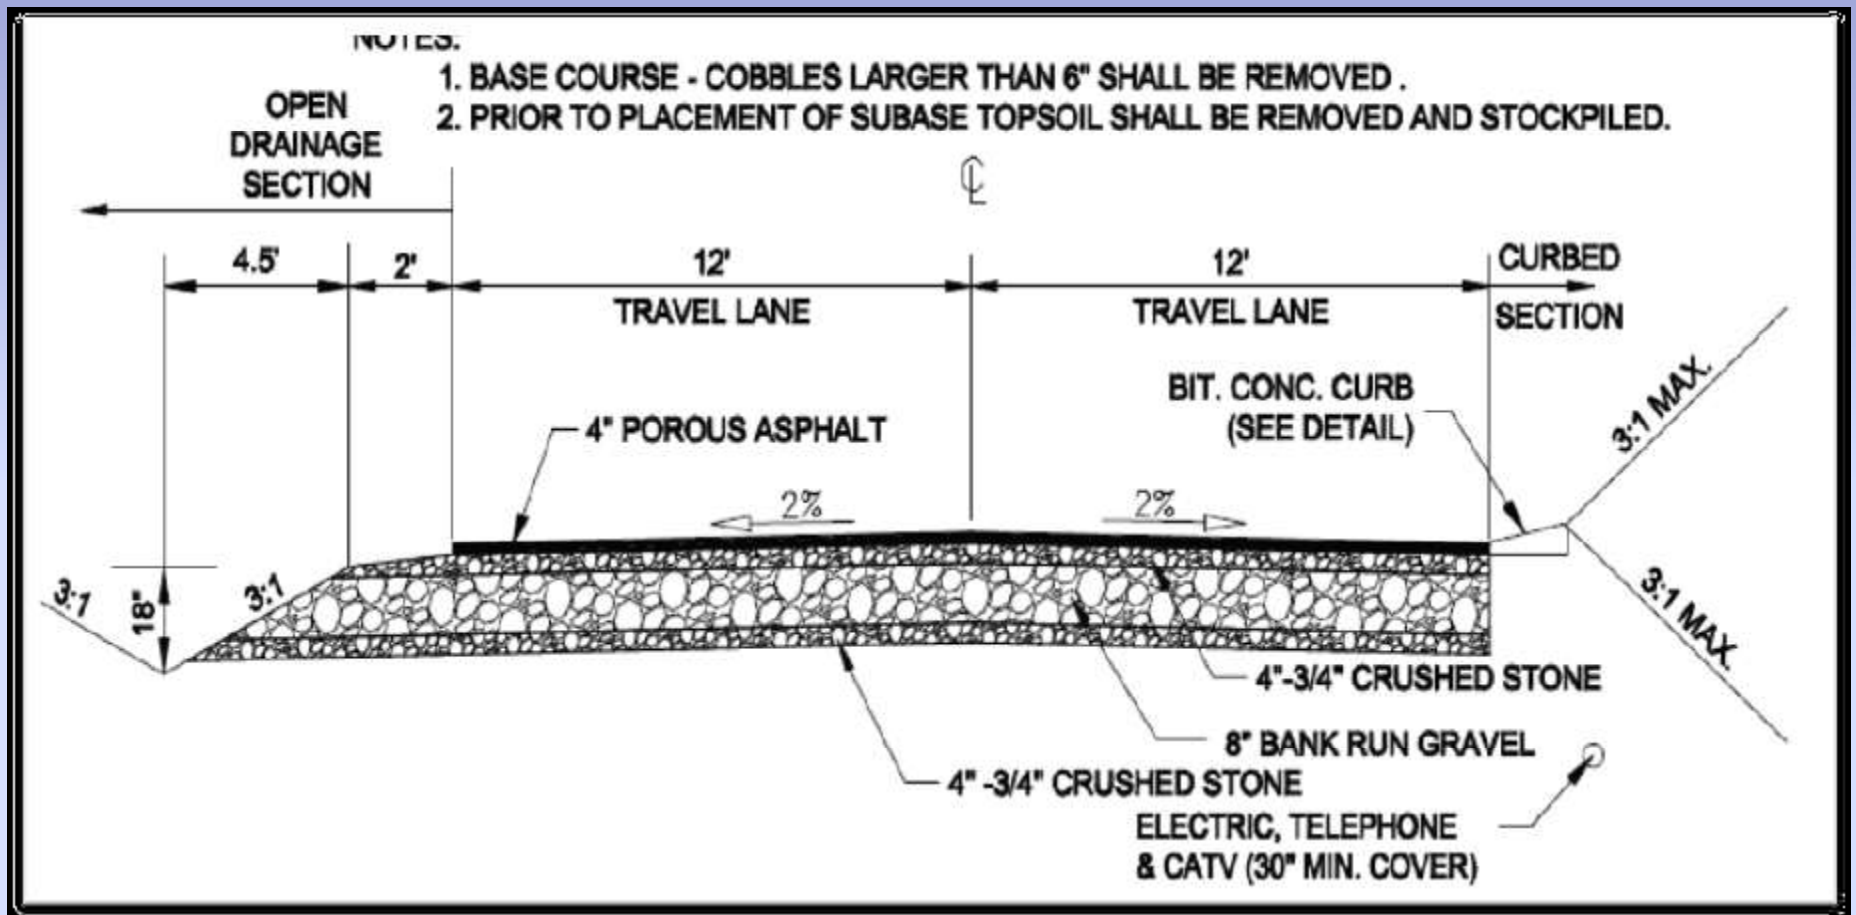 NOTES:
1. BASE COURSE - COBBLES LARGER THAN 6" SHALL BE REMOVED .
2. PRIOR TO PLACEMENT OF SUBASE TOPSOIL SHALL BE REMOVED AND STOCKPILED.
OPEN
DRAINAGE
SECTION
℄
4.5'
2'
12'
TRAVEL LANE
12'
TRAVEL LANE
CURBED
SECTION
BIT. CONC. CURB
(SEE DETAIL)
3:1 MAX.
4" POROUS ASPHALT
2%
2%
3:1
18"
3:1
3:1 MAX.
4"-3/4" CRUSHED STONE
8" BANK RUN GRAVEL
4" -3/4" CRUSHED STONE
ELECTRIC, TELEPHONE
& CATV (30" MIN. COVER)